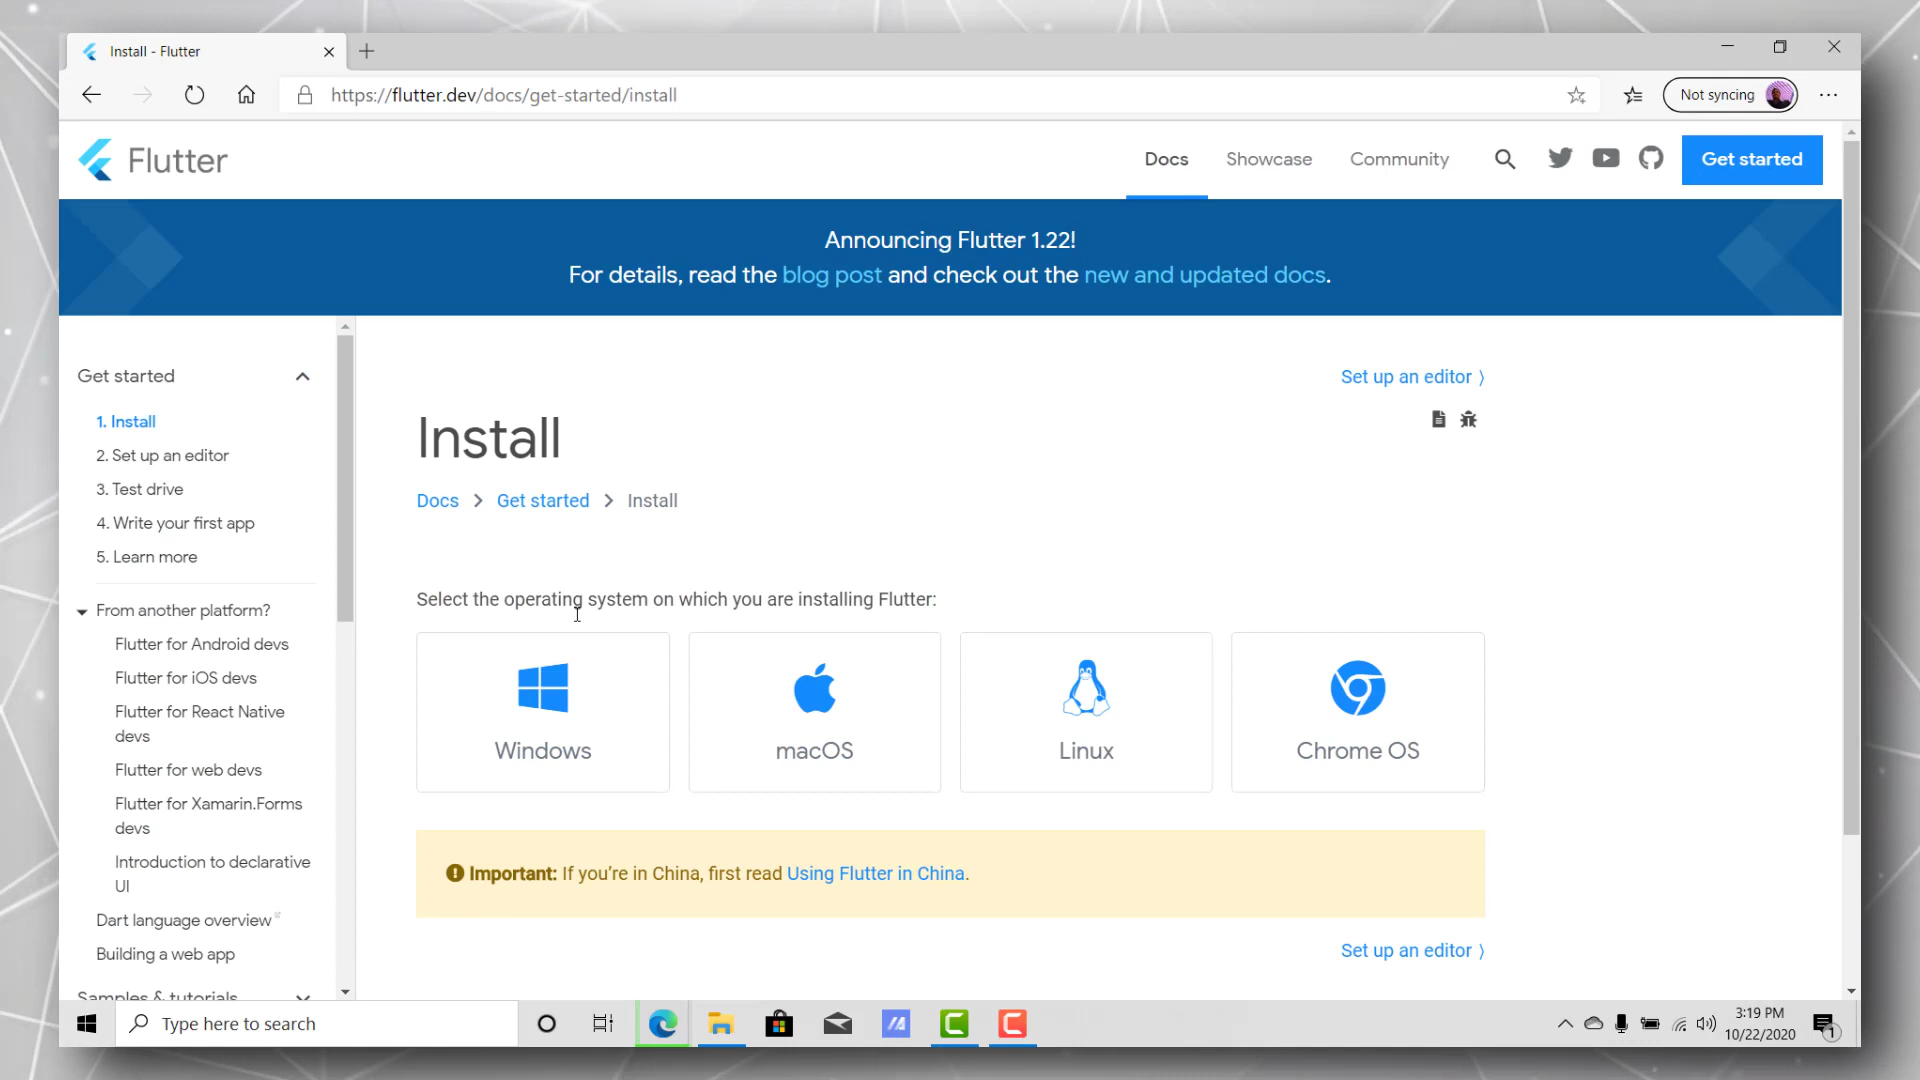 Install - Flutter
https://flutter.dev/docs/get-started/install
Not syncing
Flutter
Docs
Showcase
Community
Get started
Announcing Flutter 1.22!
For details, read the blog post and check out the new and updated docs.
Get started
1. Install
2. Set up an editor
3. Test drive
4. Write your first app
5. Learn more
From another platform?
Flutter for Android devs
Flutter for iOS devs
Flutter for React Native
devs
Flutter for web devs
Flutter for Xamarin.Forms
devs
Introduction to declarative
UI
Dart language overview
Building a web app
Samples & tutorials
Set up an editor
Install
Docs > Get started > Install
Select the operating system on which you are installing Flutter:
Windows
macOS
Linux
Chrome OS
Important: If you’re in China, first read Using Flutter in China.
Set up an editor
Type here to search
3:19 PM
10/22/2020
1